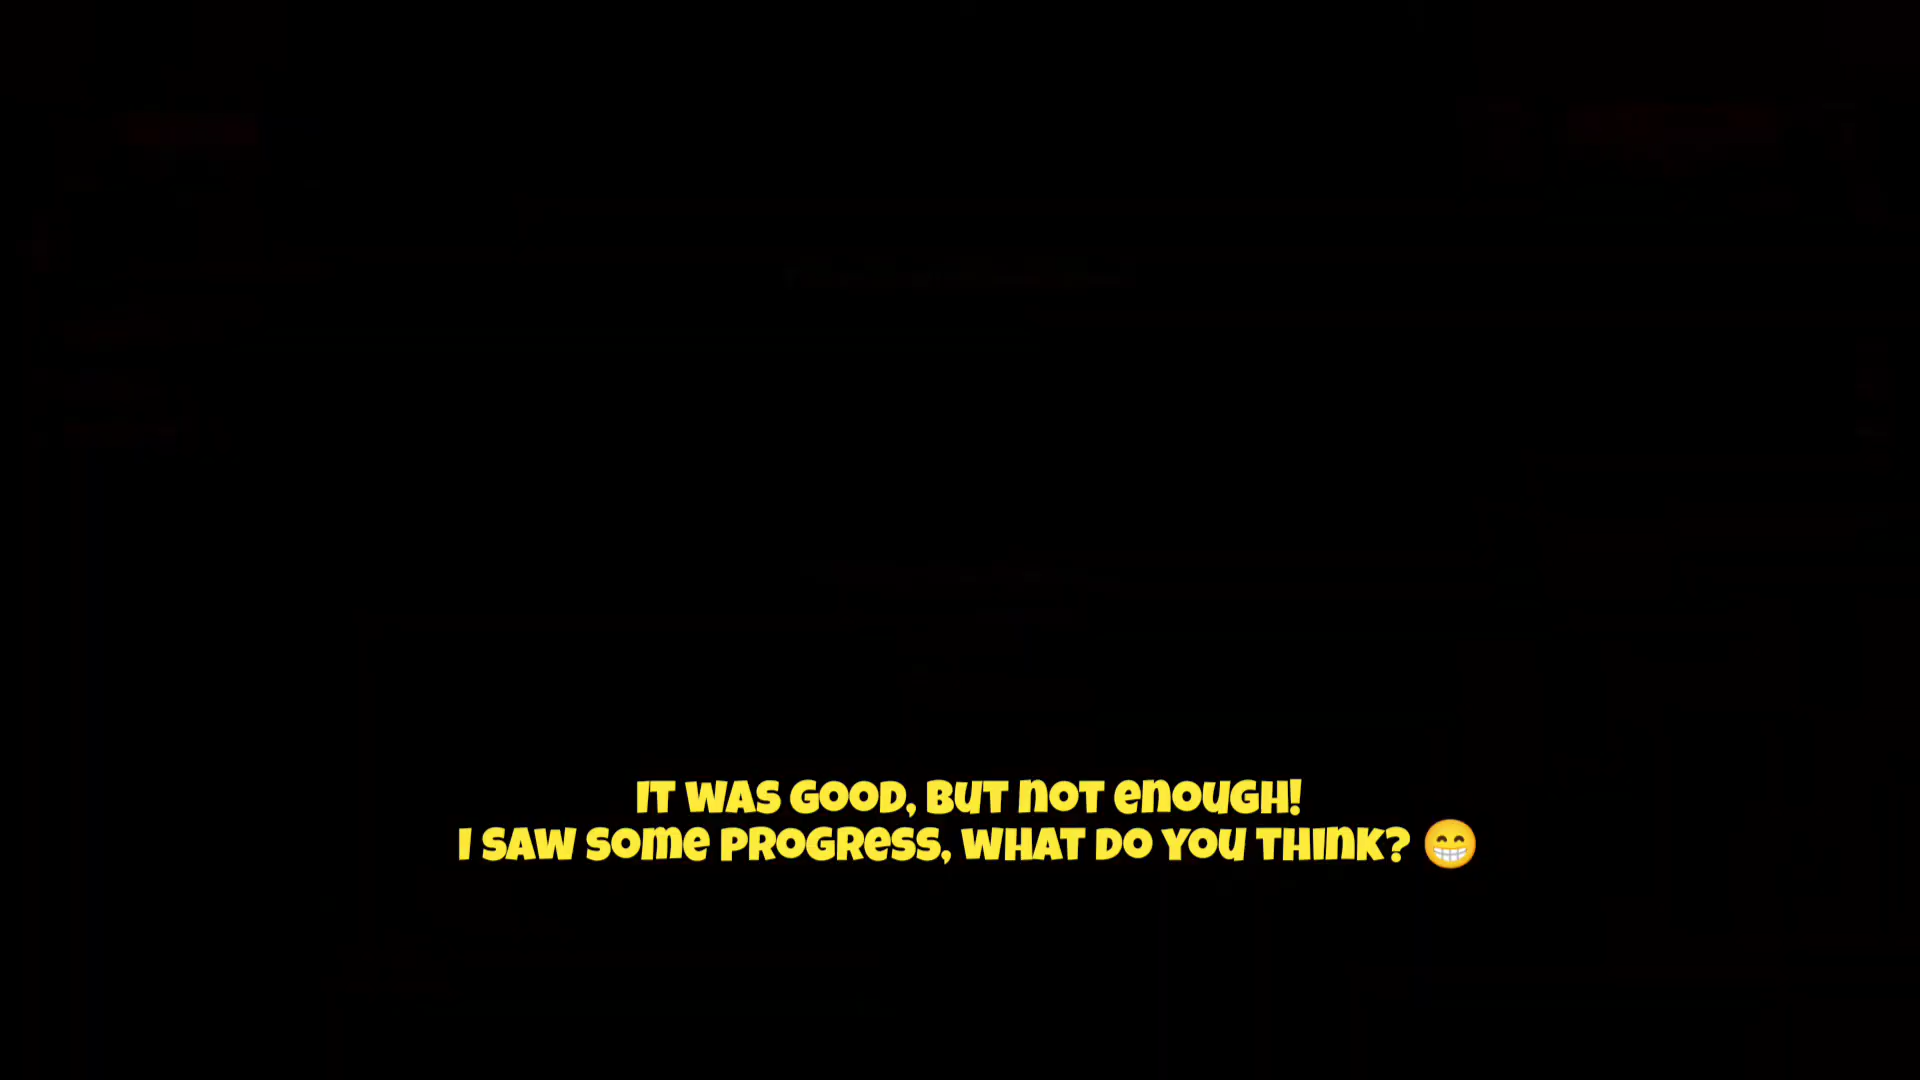 IT WAS GOOD, BUT NOT ENOUGH!
I SAW SOME PROGRESS, WHAT DO YOU THINK? 😁